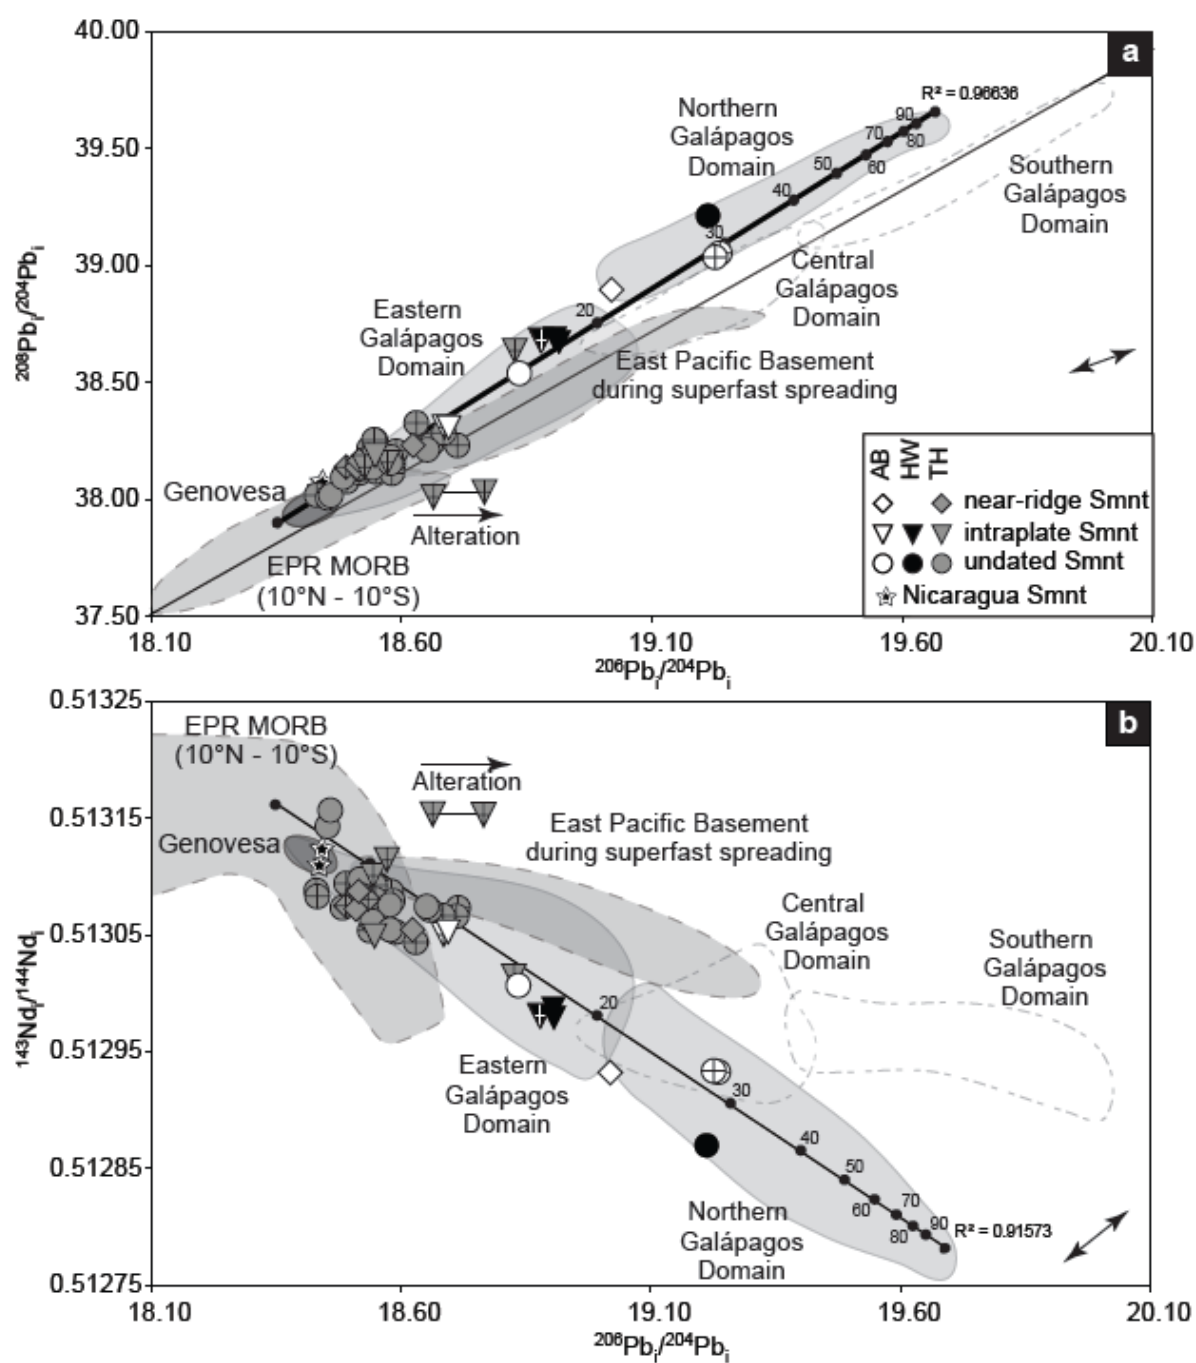 40.00
39.50
39.00
38.50
38.00
37.50
208Pbi/204Pbi
a
R² = 0.96636
90
80
70
60
50
40
30
20
Northern
Galápagos
Domain
Southern
Galápagos
Domain
Central
Galápagos
Domain
Eastern
Galápagos
Domain
East Pacific Basement
during superfast spreading
Genovesa
Alteration
EPR MORB
(10°N - 10°S)
AB
HW
TH
near-ridge Smnt
intraplate Smnt
undated Smnt
Nicaragua Smnt
18.10
18.60
19.10
19.60
20.10
206Pbi/204Pbi
0.51325
0.51315
0.51305
0.51295
0.51285
0.51275
143Ndi/144Ndi
b
EPR MORB
(10°N - 10°S)
Alteration
Genovesa
East Pacific Basement
during superfast spreading
Central
Galápagos
Domain
Southern
Galápagos
Domain
Eastern
Galápagos
Domain
20
30
40
50
60
70
80
90
R² = 0.91573
Northern
Galápagos
Domain
18.10
18.60
19.10
19.60
20.10
206Pbi/204Pbi